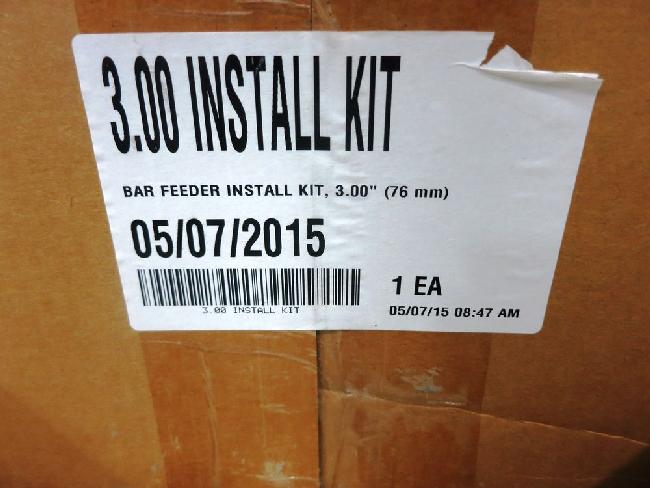 3.00 INSTALL KIT
BAR FEEDER INSTALL KIT, 3.00" (76 mm)
05/07/2015
1 EA
3.00 INSTALL KIT
05/07/15 08:47 AM